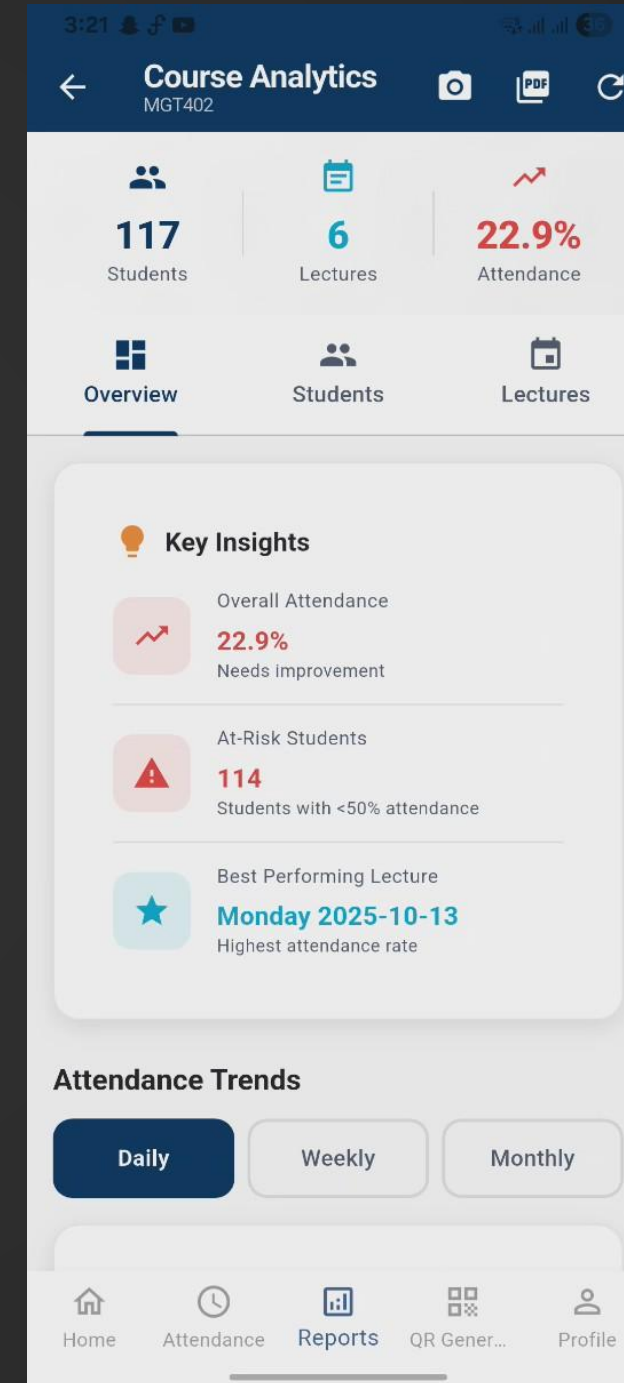 3:21
Course Analytics
MGT402
PDF
117
6
22.9%
Students
Lectures
Attendance
Overview
Students
Lectures
Key Insights
Overall Attendance
22.9%
Needs improvement
At-Risk Students
114
Students with <50% attendance
Best Performing Lecture
Monday 2025-10-13
Highest attendance rate
Attendance Trends
Daily
Weekly
Monthly
Home
Attendance
Reports
QR Gener...
Profile